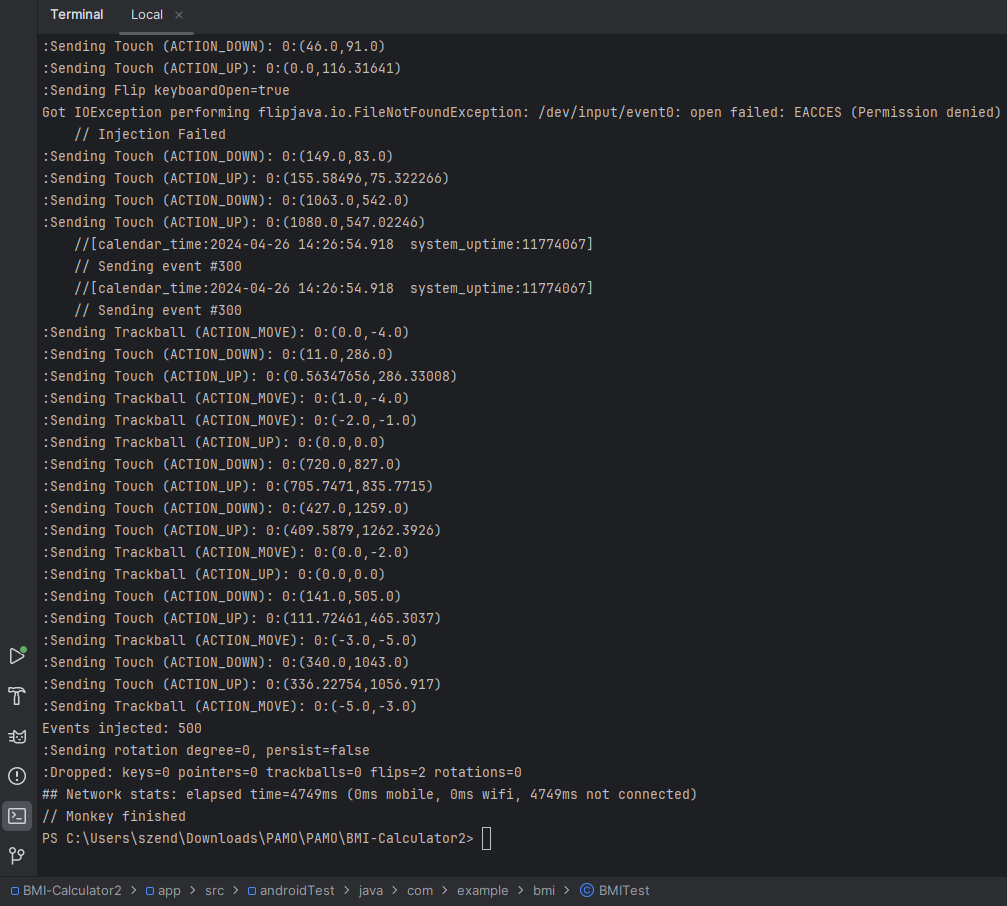 Terminal Local ×
:Sending Touch (ACTION_DOWN): 0:(46.0,91.0)
:Sending Touch (ACTION_UP): 0:(0.0,116.31641)
:Sending Flip keyboardOpen=true
Got IOException performing flipjava.io.FileNotFoundException: /dev/input/event0: open failed: EACCES (Permission denied)
    // Injection Failed
:Sending Touch (ACTION_DOWN): 0:(149.0,83.0)
:Sending Touch (ACTION_UP): 0:(155.58496,75.322266)
:Sending Touch (ACTION_DOWN): 0:(1063.0,542.0)
:Sending Touch (ACTION_UP): 0:(1080.0,547.02246)
    //[calendar_time:2024-04-26 14:26:54.918  system_uptime:11774067]
    // Sending event #300
    //[calendar_time:2024-04-26 14:26:54.918  system_uptime:11774067]
    // Sending event #300
:Sending Trackball (ACTION_MOVE): 0:(0.0,-4.0)
:Sending Touch (ACTION_DOWN): 0:(11.0,286.0)
:Sending Touch (ACTION_UP): 0:(0.56347656,286.33008)
:Sending Trackball (ACTION_MOVE): 0:(1.0,-4.0)
:Sending Trackball (ACTION_MOVE): 0:(-2.0,-1.0)
:Sending Trackball (ACTION_UP): 0:(0.0,0.0)
:Sending Touch (ACTION_DOWN): 0:(720.0,827.0)
:Sending Touch (ACTION_UP): 0:(705.7471,835.7715)
:Sending Touch (ACTION_DOWN): 0:(427.0,1259.0)
:Sending Touch (ACTION_UP): 0:(409.5879,1262.3926)
:Sending Trackball (ACTION_MOVE): 0:(0.0,-2.0)
:Sending Trackball (ACTION_UP): 0:(0.0,0.0)
:Sending Touch (ACTION_DOWN): 0:(141.0,505.0)
:Sending Touch (ACTION_UP): 0:(111.72461,465.3037)
:Sending Trackball (ACTION_MOVE): 0:(-3.0,-5.0)
:Sending Touch (ACTION_DOWN): 0:(340.0,1043.0)
:Sending Touch (ACTION_UP): 0:(336.22754,1056.917)
:Sending Trackball (ACTION_MOVE): 0:(-5.0,-3.0)
Events injected: 500
:Sending rotation degree=0, persist=false
:Dropped: keys=0 pointers=0 trackballs=0 flips=2 rotations=0
## Network stats: elapsed time=4749ms (0ms mobile, 0ms wifi, 4749ms not connected)
// Monkey finished
PS C:\Users\szend\Downloads\PAMO\PAMO\BMI-Calculator2>
BMI-Calculator2 > app > src > androidTest > java > com > example > bmi > BMITest